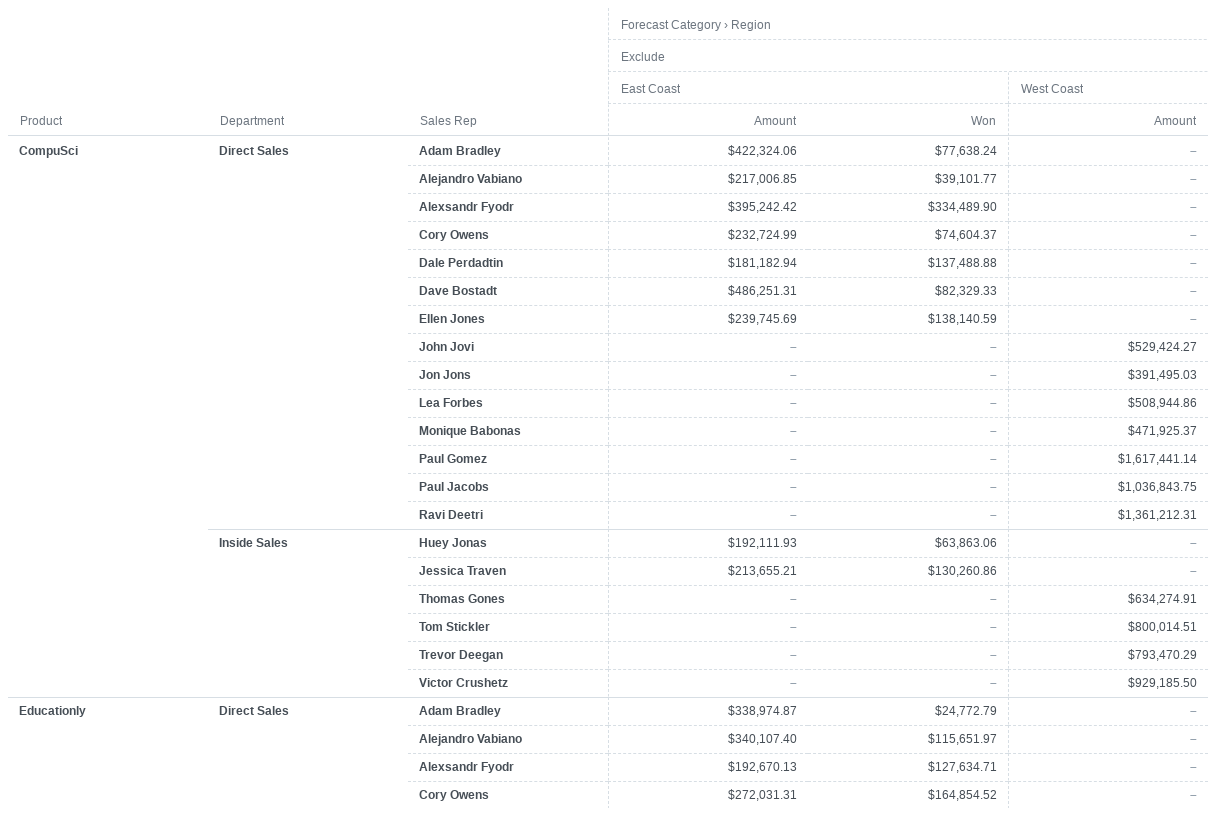 Forecast Category › Region
Exclude
East Coast West Coast
Product Department Sales Rep Amount Won Amount
CompuSci Direct Sales Adam Bradley $422,324.06 $77,638.24 –
Alejandro Vabiano $217,006.85 $39,101.77 –
Alexsandr Fyodr $395,242.42 $334,489.90 –
Cory Owens $232,724.99 $74,604.37 –
Dale Perdadtin $181,182.94 $137,488.88 –
Dave Bostadt $486,251.31 $82,329.33 –
Ellen Jones $239,745.69 $138,140.59 –
John Jovi – – $529,424.27
Jon Jons – – $391,495.03
Lea Forbes – – $508,944.86
Monique Babonas – – $471,925.37
Paul Gomez – – $1,617,441.14
Paul Jacobs – – $1,036,843.75
Ravi Deetri – – $1,361,212.31
Inside Sales Huey Jonas $192,111.93 $63,863.06 –
Jessica Traven $213,655.21 $130,260.86 –
Thomas Gones – – $634,274.91
Tom Stickler – – $800,014.51
Trevor Deegan – – $793,470.29
Victor Crushetz – – $929,185.50
Educationly Direct Sales Adam Bradley $338,974.87 $24,772.79 –
Alejandro Vabiano $340,107.40 $115,651.97 –
Alexsandr Fyodr $192,670.13 $127,634.71 –
Cory Owens $272,031.31 $164,854.52 –